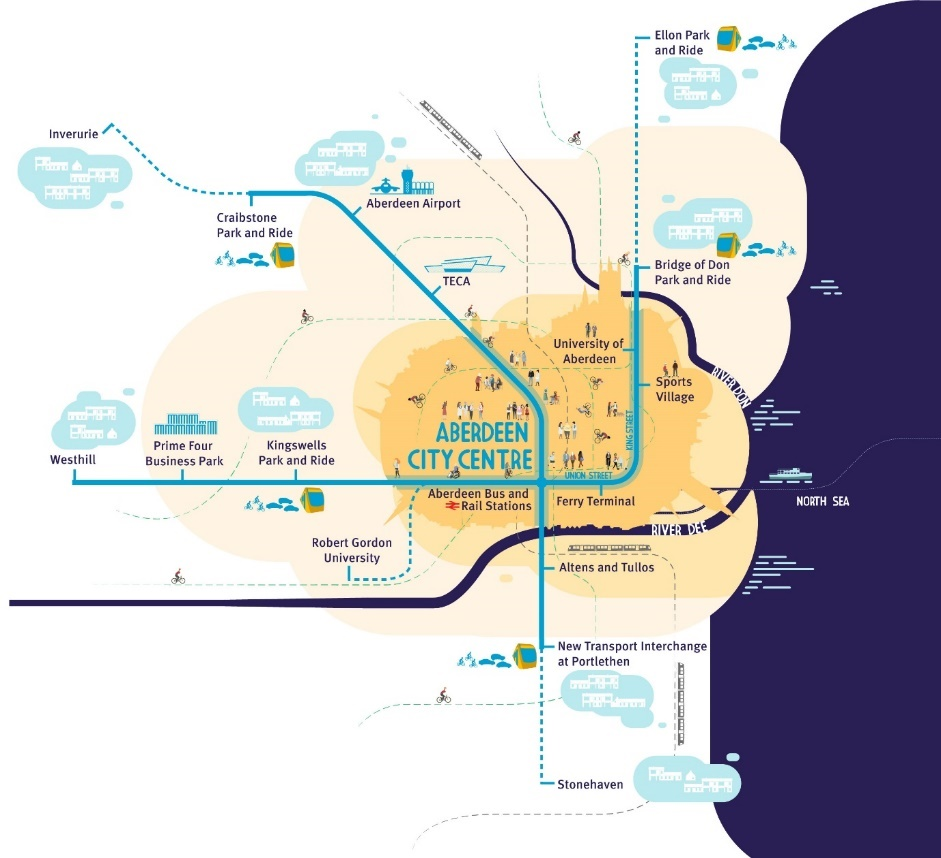 Ellon Park
and Ride
Inverurie
Craibstone
Park and Ride
Aberdeen Airport
TECA
Bridge of Don
Park and Ride
University of
Aberdeen
Sports
Village
RIVER DON
KING STREET
ABERDEEN
CITY CENTRE
Westhill
Prime Four
Business Park
Kingswells
Park and Ride
UNION STREET
Aberdeen Bus and
Rail Stations
Ferry Terminal
NORTH SEA
RIVER DEE
Robert Gordon
University
Altens and Tullos
New Transport Interchange
at Portlethen
Stonehaven